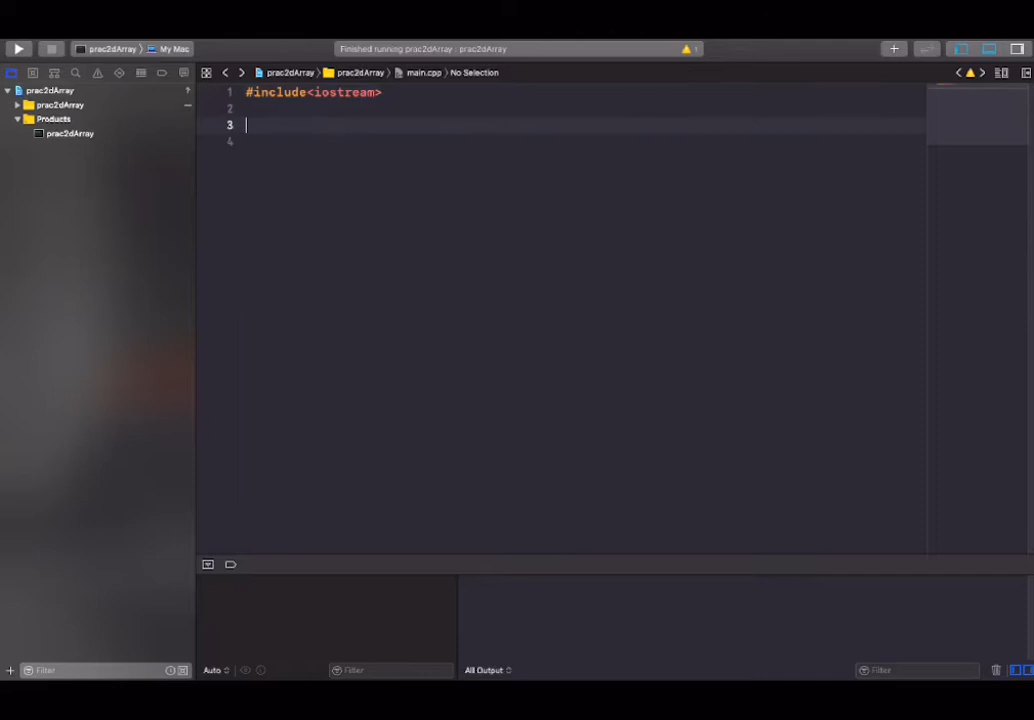 prac2dArray 〉 My Mac
Finished running prac2dArray : prac2dArray
1
prac2dArray 〉 prac2dArray 〉 main.cpp 〉 No Selection
prac2dArray
?
prac2dArray
Products
prac2dArray
1 #include<iostream>
2
3
4
Filter
Auto
Filter
All Output
Filter